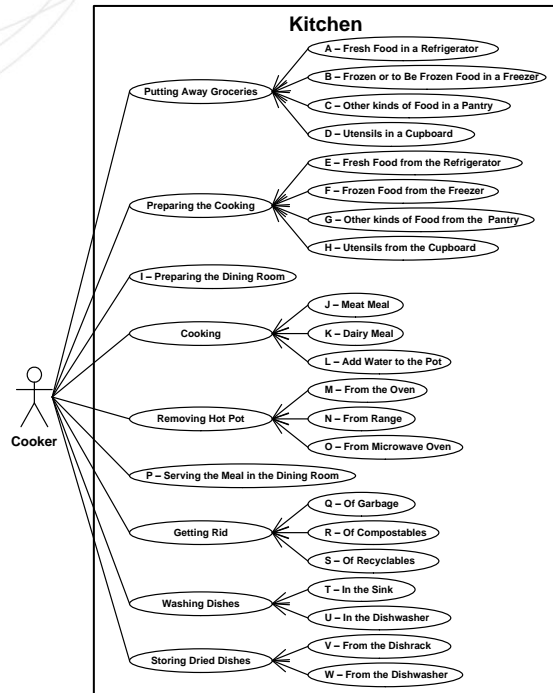 Kitchen
A – Fresh Food in a Refrigerator
B – Frozen or to Be Frozen Food in a Freezer
Putting Away Groceries
C – Other kinds of Food in a Pantry
D – Utensils in a Cupboard
E – Fresh Food from the Refrigerator
F – Frozen Food from the Freezer
Preparing the Cooking
G – Other kinds of Food from the Pantry
H – Utensils from the Cupboard
I – Preparing the Dining Room
J – Meat Meal
Cooking
K – Dairy Meal
L – Add Water to the Pot
M – From the Oven
Removing Hot Pot
N – From Range
O – From Microwave Oven
Cooker
P – Serving the Meal in the Dining Room
Q – Of Garbage
Getting Rid
R – Of Compostables
S – Of Recyclables
T – In the Sink
Washing Dishes
U – In the Dishwasher
V – From the Dishrack
Storing Dried Dishes
W – From the Dishwasher